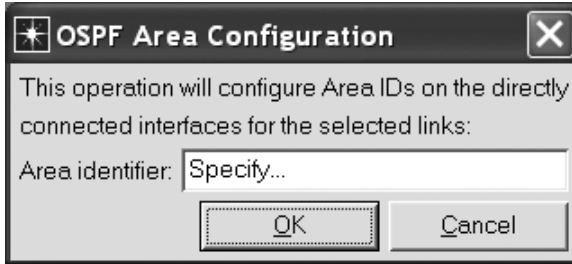 OSPF Area Configuration
This operation will configure Area IDs on the directly
connected interfaces for the selected links:
Area identifier: Specify...
OK Cancel